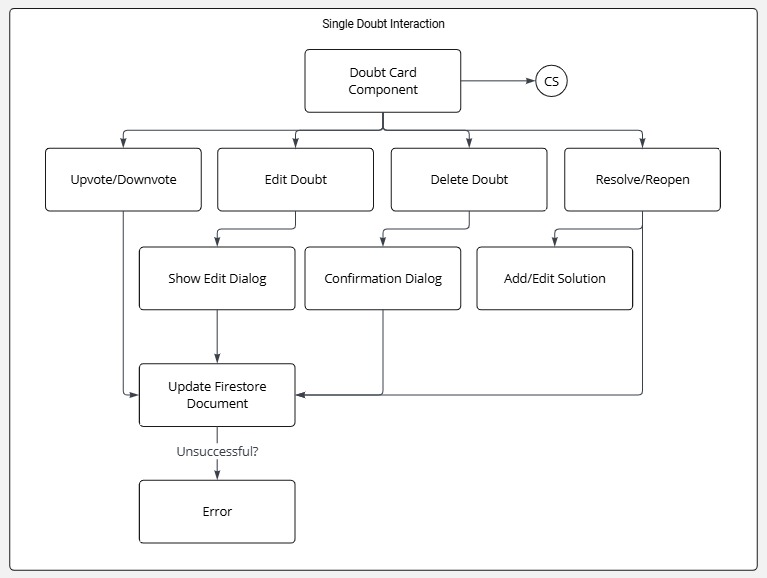 Single Doubt Interaction
Doubt Card
Component
CS
Upvote/Downvote
Edit Doubt
Delete Doubt
Resolve/Reopen
Show Edit Dialog
Confirmation Dialog
Add/Edit Solution
Update Firestore
Document
Unsuccessful?
Error